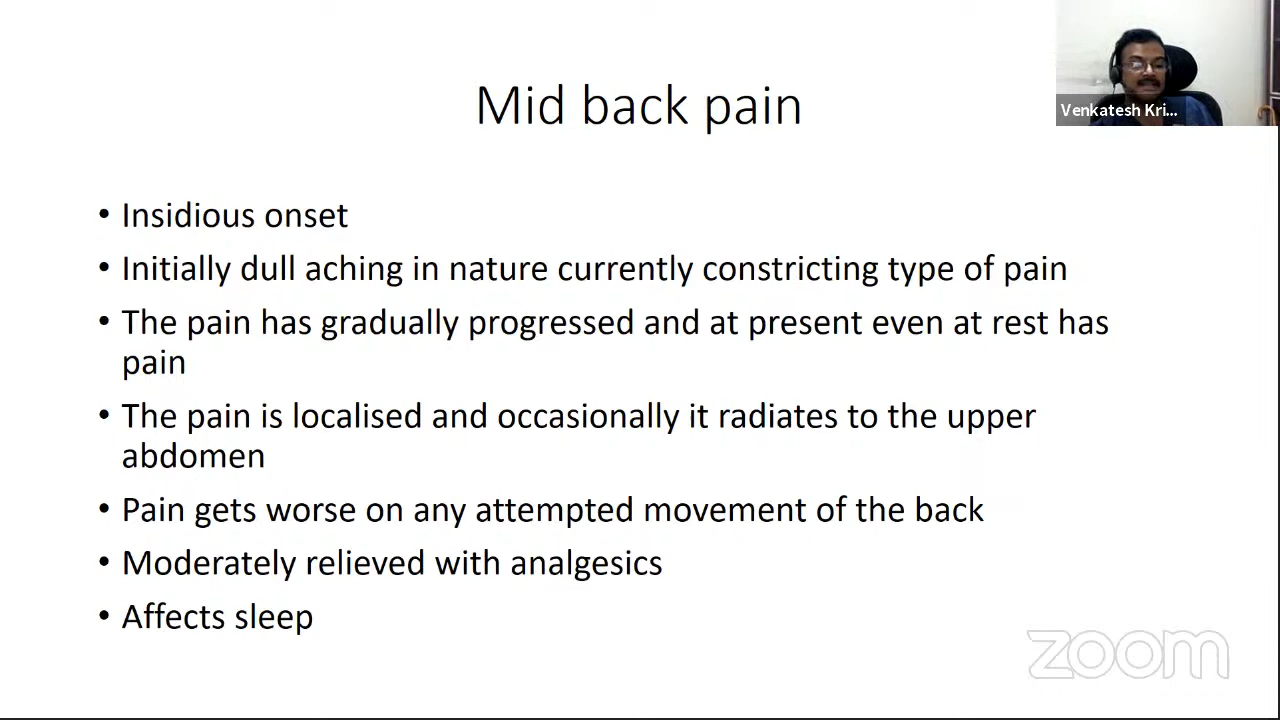 Mid back pain
Venkatesh Kri...
• Insidious onset
• Initially dull aching in nature currently constricting type of pain
• The pain has gradually progressed and at present even at rest has
pain
• The pain is localised and occasionally it radiates to the upper
abdomen
• Pain gets worse on any attempted movement of the back
• Moderately relieved with analgesics
• Affects sleep
zoom